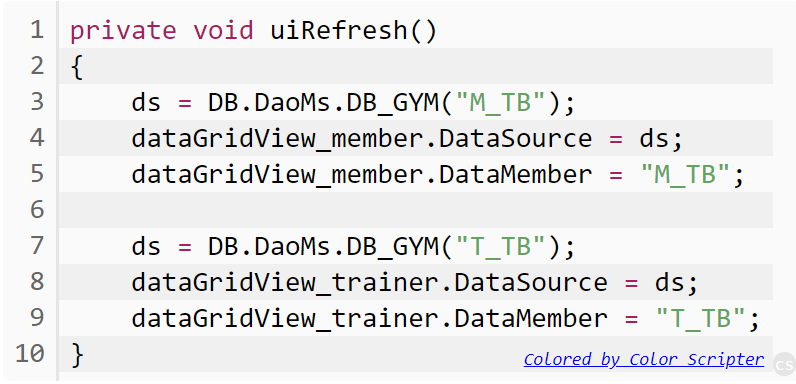 1 private void uiRefresh()
2 {
3     ds = DB.DaoMs.DB_GYM("M_TB");
4     dataGridView_member.DataSource = ds;
5     dataGridView_member.DataMember = "M_TB";
6
7     ds = DB.DaoMs.DB_GYM("T_TB");
8     dataGridView_trainer.DataSource = ds;
9     dataGridView_trainer.DataMember = "T_TB";
10 }
Colored by Color Scripter
cs